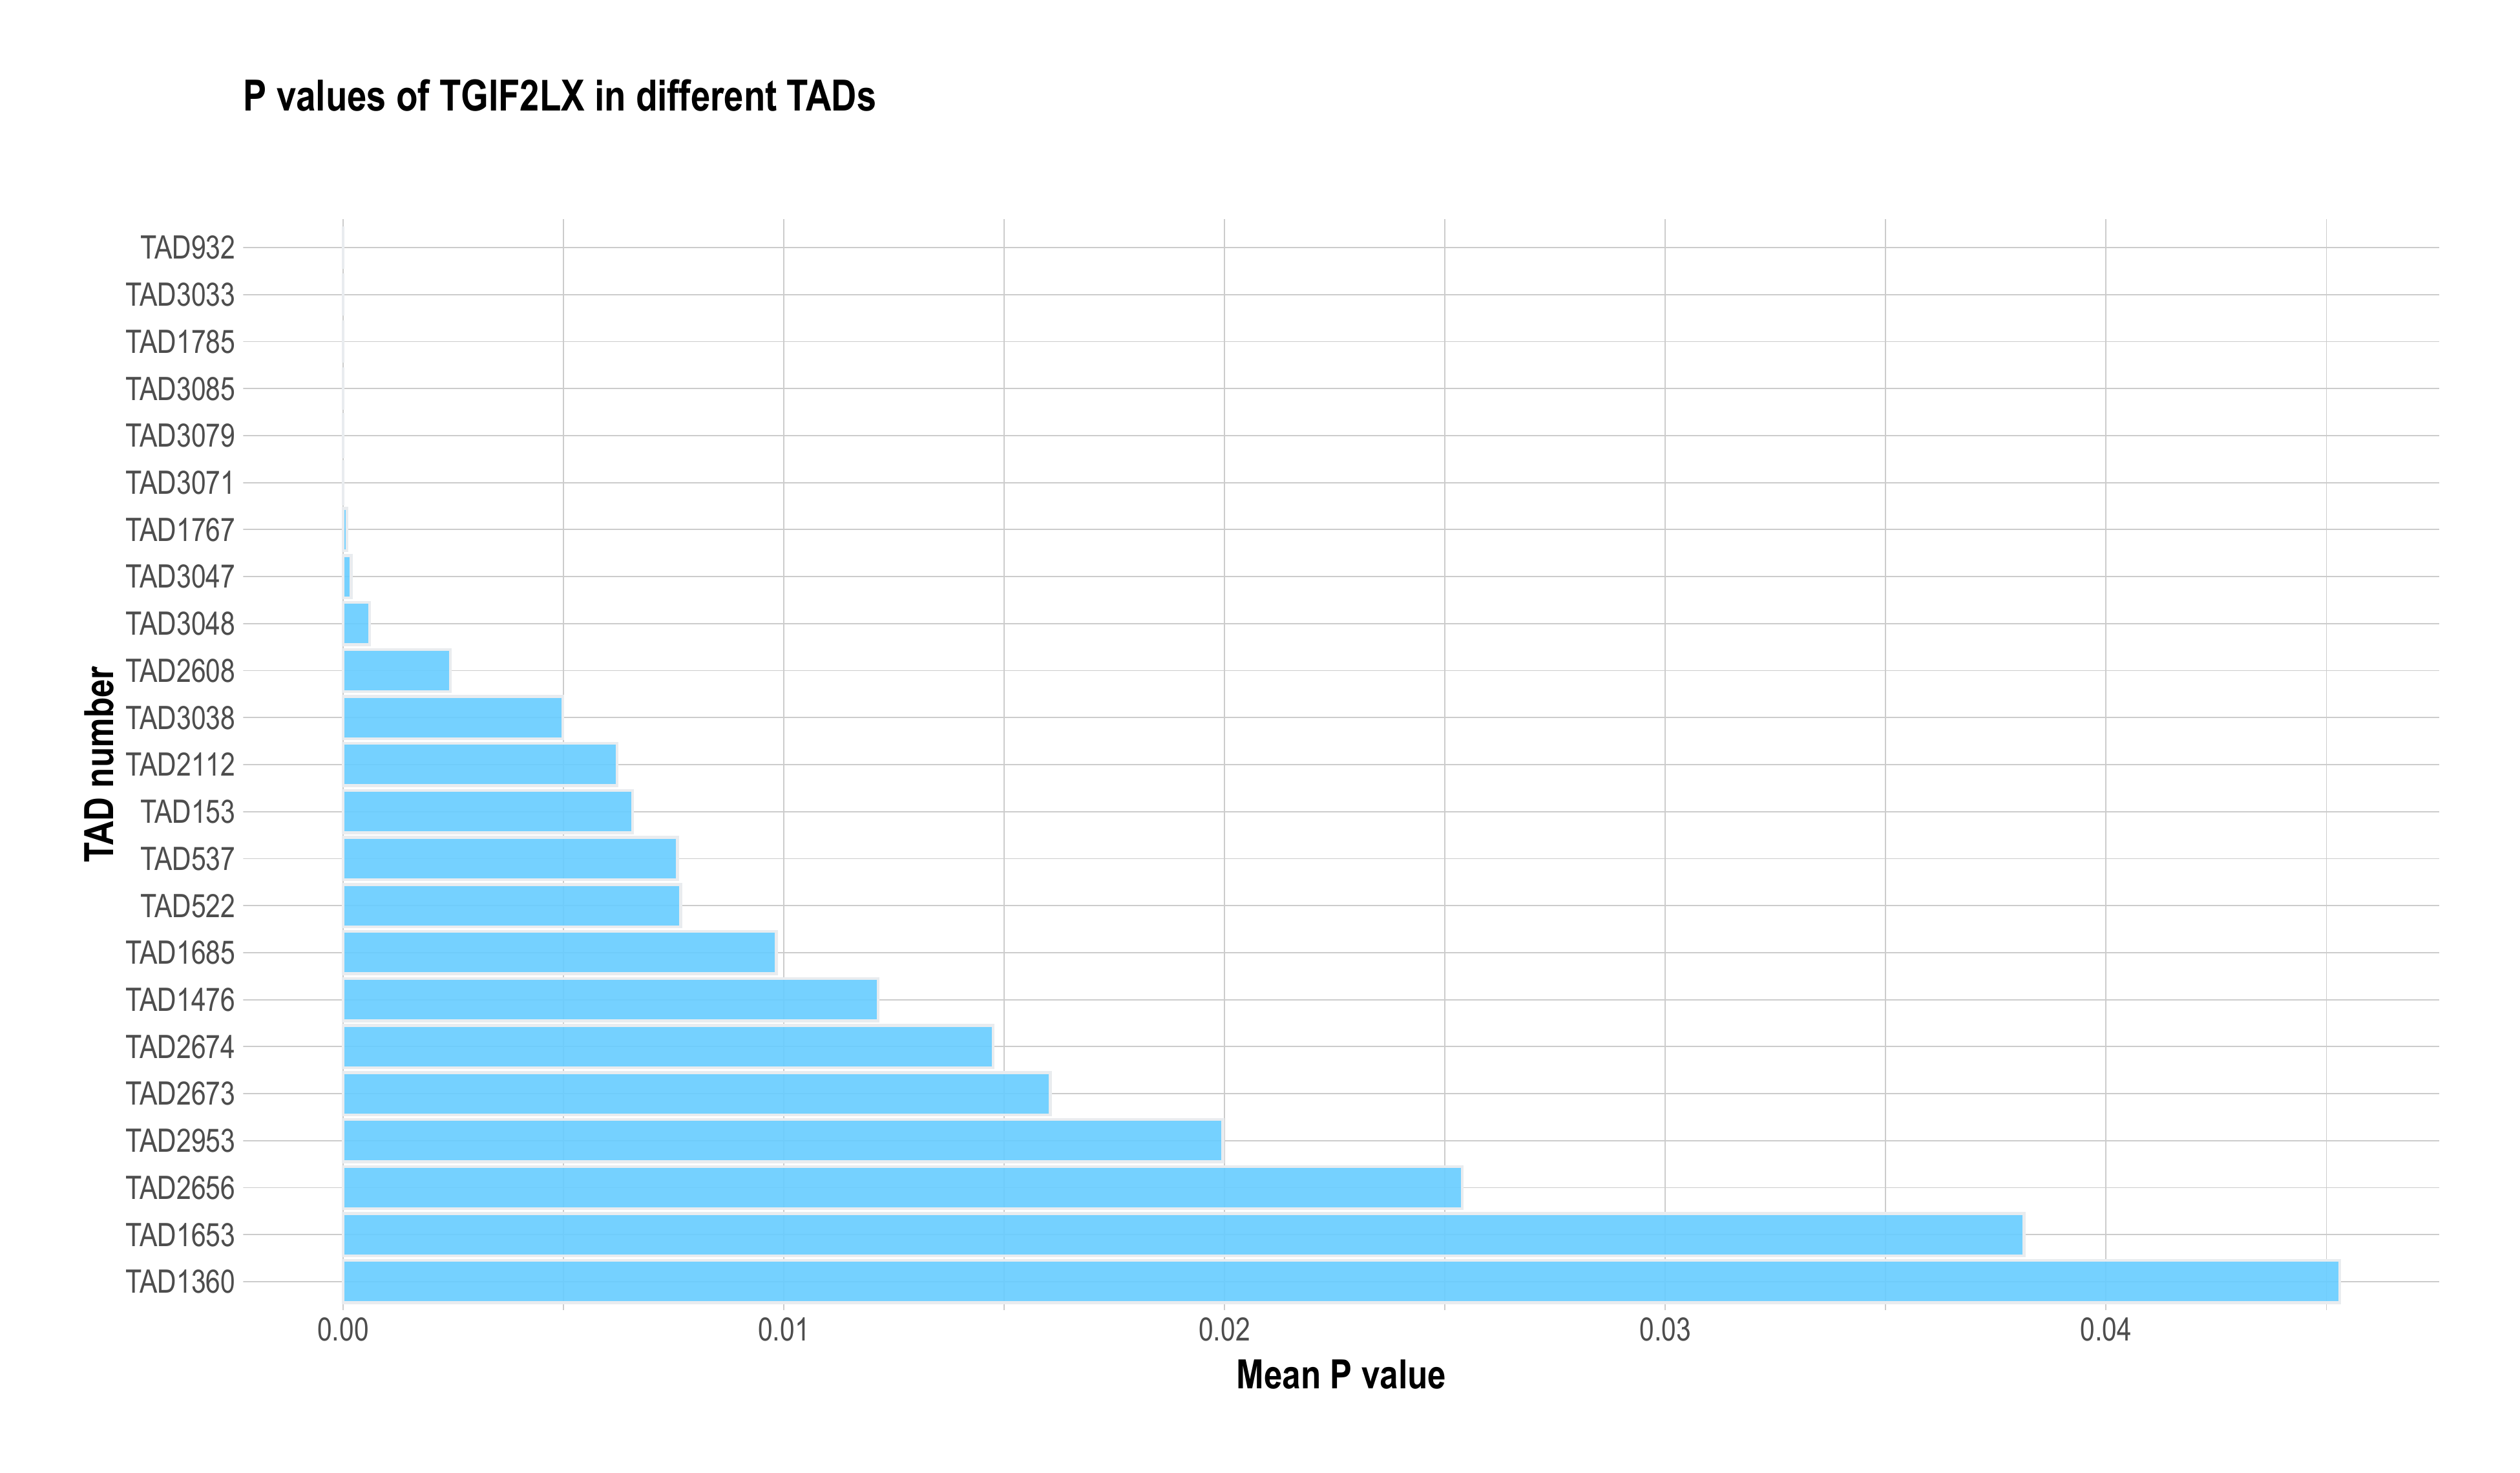 P values of TGIF2LX in different TADs
TAD number
TAD932
TAD3033
TAD1785
TAD3085
TAD3079
TAD3071
TAD1767
TAD3047
TAD3048
TAD2608
TAD3038
TAD2112
TAD153
TAD537
TAD522
TAD1685
TAD1476
TAD2674
TAD2673
TAD2953
TAD2656
TAD1653
TAD1360
0.00 0.01 0.02 0.03 0.04
Mean P value